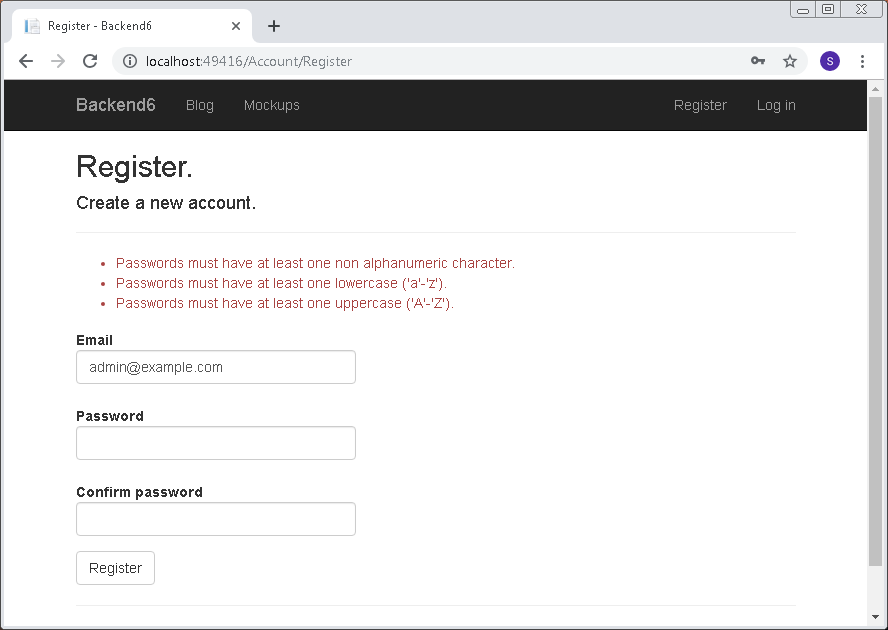 Register - Backend6
localhost:49416/Account/Register
S
Backend6 Blog Mockups Register Log in
Register.
Create a new account.
Passwords must have at least one non alphanumeric character.
Passwords must have at least one lowercase ('a'-'z').
Passwords must have at least one uppercase ('A'-'Z').
Email
admin@example.com
Password
Confirm password
Register